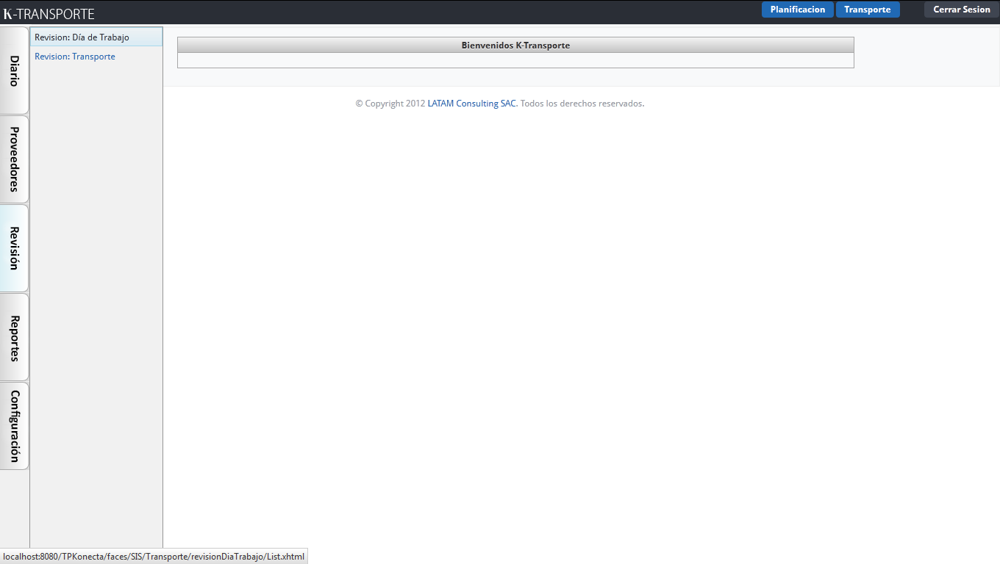 K-TRANSPORTE
Planificacion
Transporte
Cerrar Sesion
Diario
Proveedores
Revisión
Reportes
Configuración
Revision: Día de Trabajo
Revision: Transporte
Bienvenidos K-Transporte
© Copyright 2012 LATAM Consulting SAC. Todos los derechos reservados.
localhost:8080/TPKonecta/faces/SIS/Transporte/revisionDiaTrabajo/List.xhtml